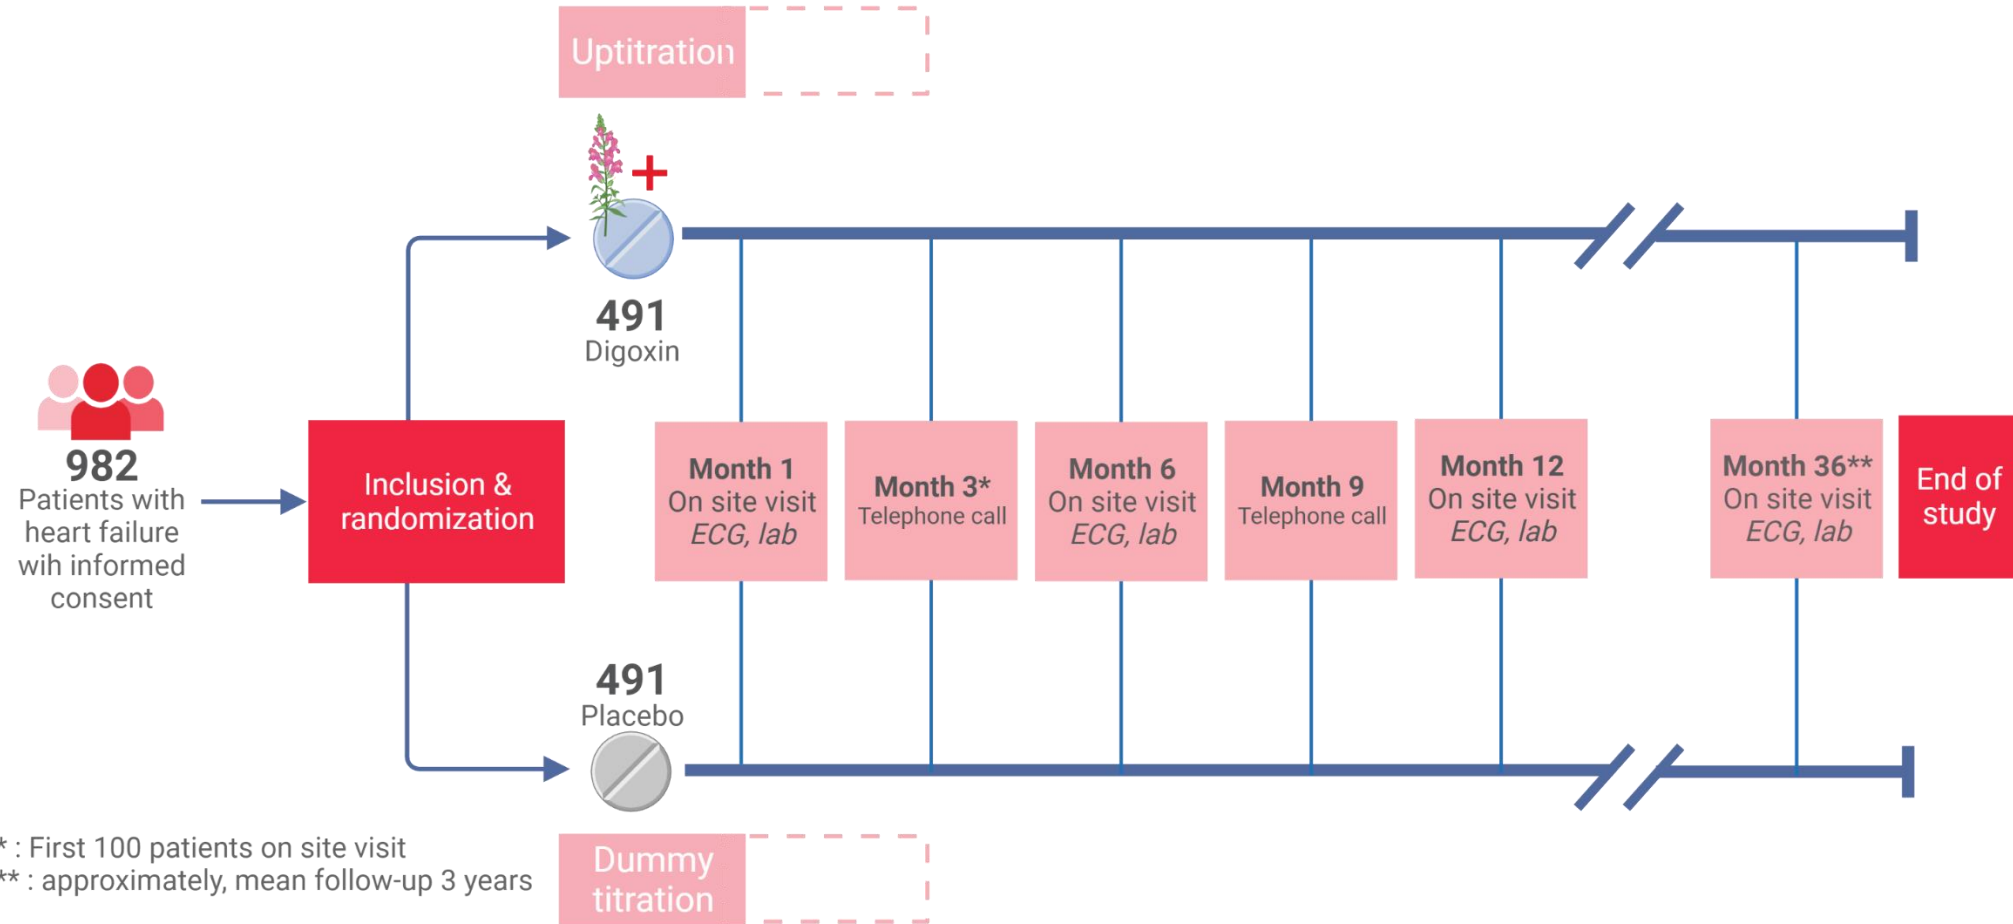 Uptitration
491
Digoxin
982
Patients with
heart failure
wih informed
consent
Inclusion &
randomization
Month 1
On site visit
ECG, lab
Month 3*
Telephone call
Month 6
On site visit
ECG, lab
Month 9
Telephone call
Month 12
On site visit
ECG, lab
Month 36**
On site visit
ECG, lab
End of
study
491
Placebo
* : First 100 patients on site visit
** : approximately, mean follow-up 3 years
Dummy
titration